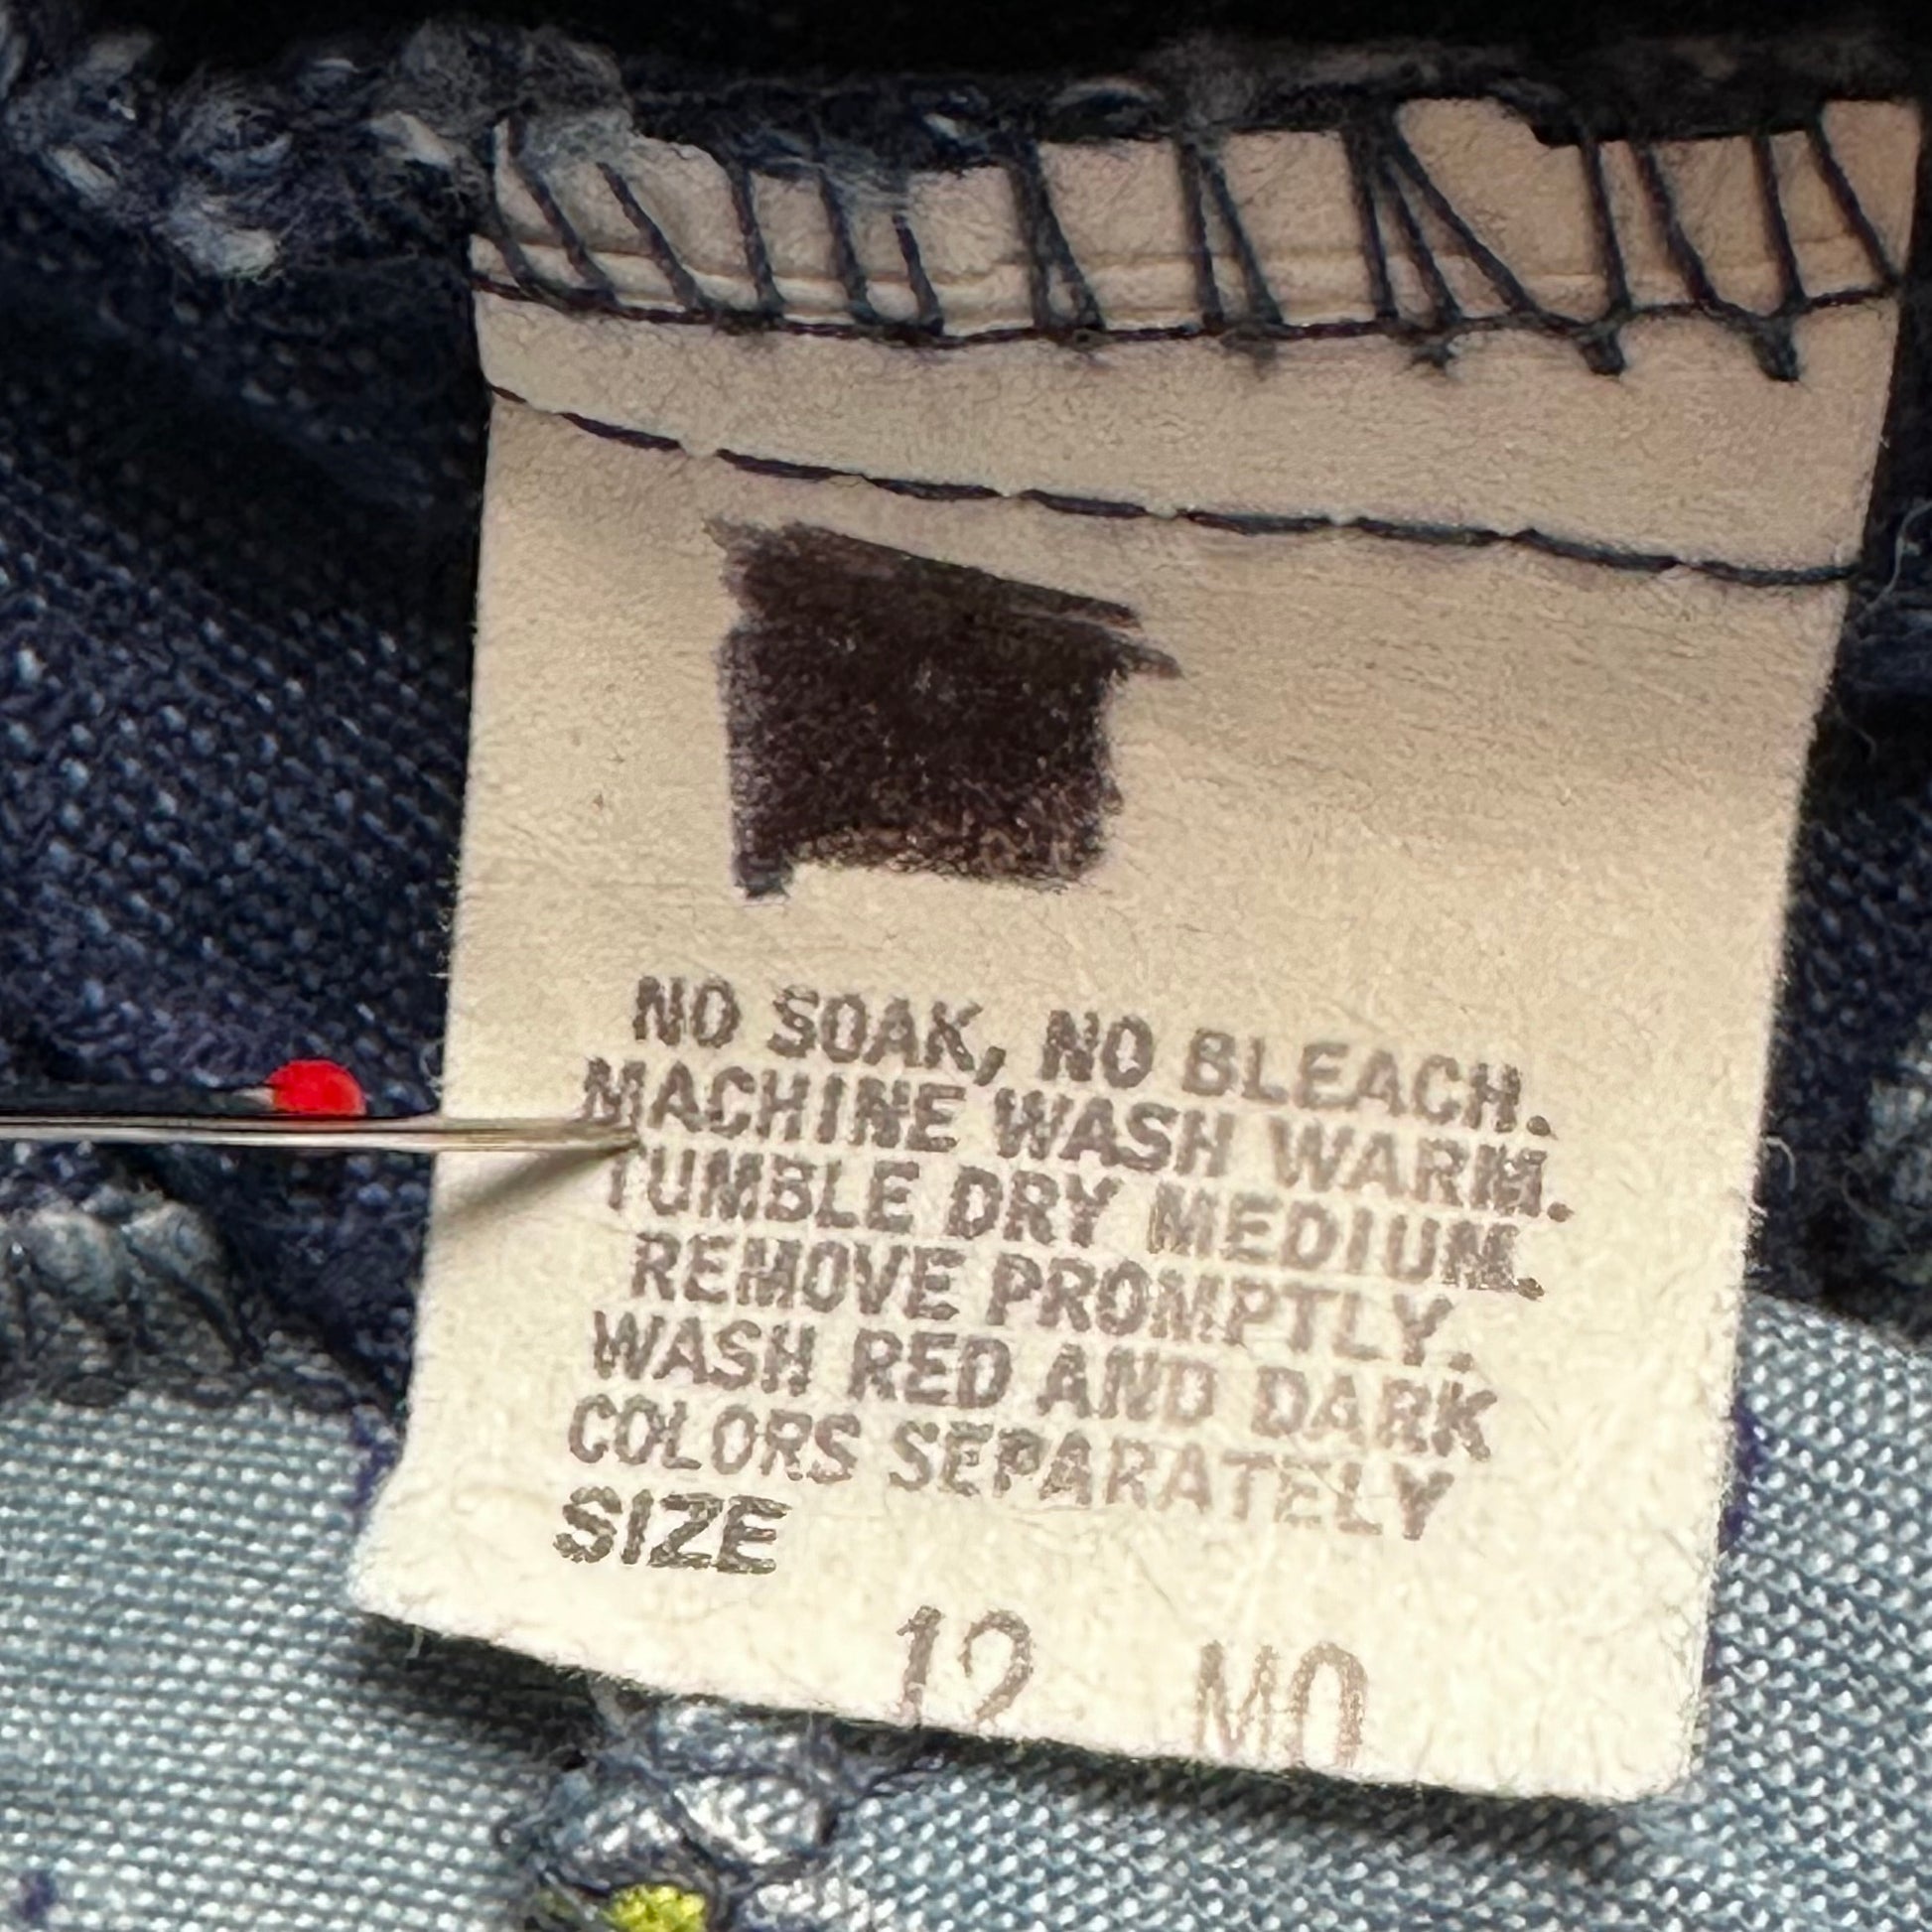 NO SOAK, NO BLEACH.
MACHINE WASH WARM.
TUMBLE DRY MEDIUM.
REMOVE PROMPTLY.
WASH RED AND DARK
COLORS SEPARATELY
SIZE
12 MO